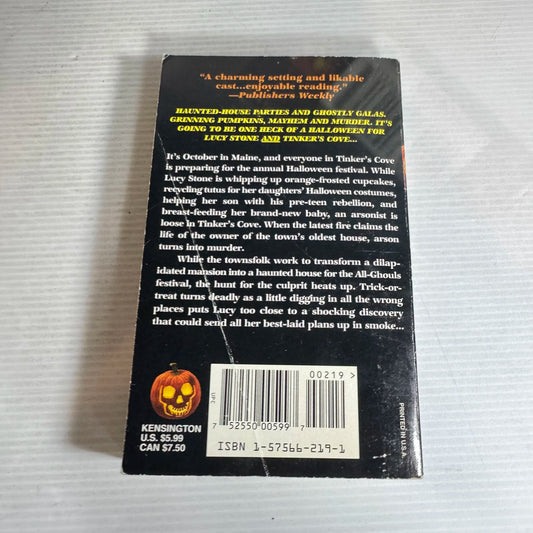 "A charming setting and likable
cast...enjoyable reading."
—Publishers Weekly
HAUNTED-HOUSE PARTIES AND GHOSTLY GALAS.
GRINNING PUMPKINS, MAYHEM AND MURDER. IT'S
GOING TO BE ONE HECK OF A HALLOWEEN FOR
LUCY STONE AND TINKER'S COVE...
It's October in Maine, and everyone in Tinker's Cove
is preparing for the annual Halloween festival. While
Lucy Stone is whipping up orange-frosted cupcakes,
recycling tutus for her daughters' Halloween costumes,
helping her son with his pre-teen rebellion, and
breast-feeding her brand-new baby, an arsonist is
loose in Tinker's Cove. When the latest fire claims the
life of the owner of the town's oldest house, arson
turns into murder.
While the townsfolk work to transform a dilap-
idated mansion into a haunted house for the All-Ghouls
festival, the hunt for the culprit heats up. Trick-or-
treat turns deadly as a little digging in all the wrong
places puts Lucy too close to a shocking discovery
that could send all her best-laid plans up in smoke...
00219 >
UPC
7 52550 00599 7
ISBN 1-57566-219-1
KENSINGTON
U.S. $5.99
CAN $7.50
PRINTED IN U.S.A.